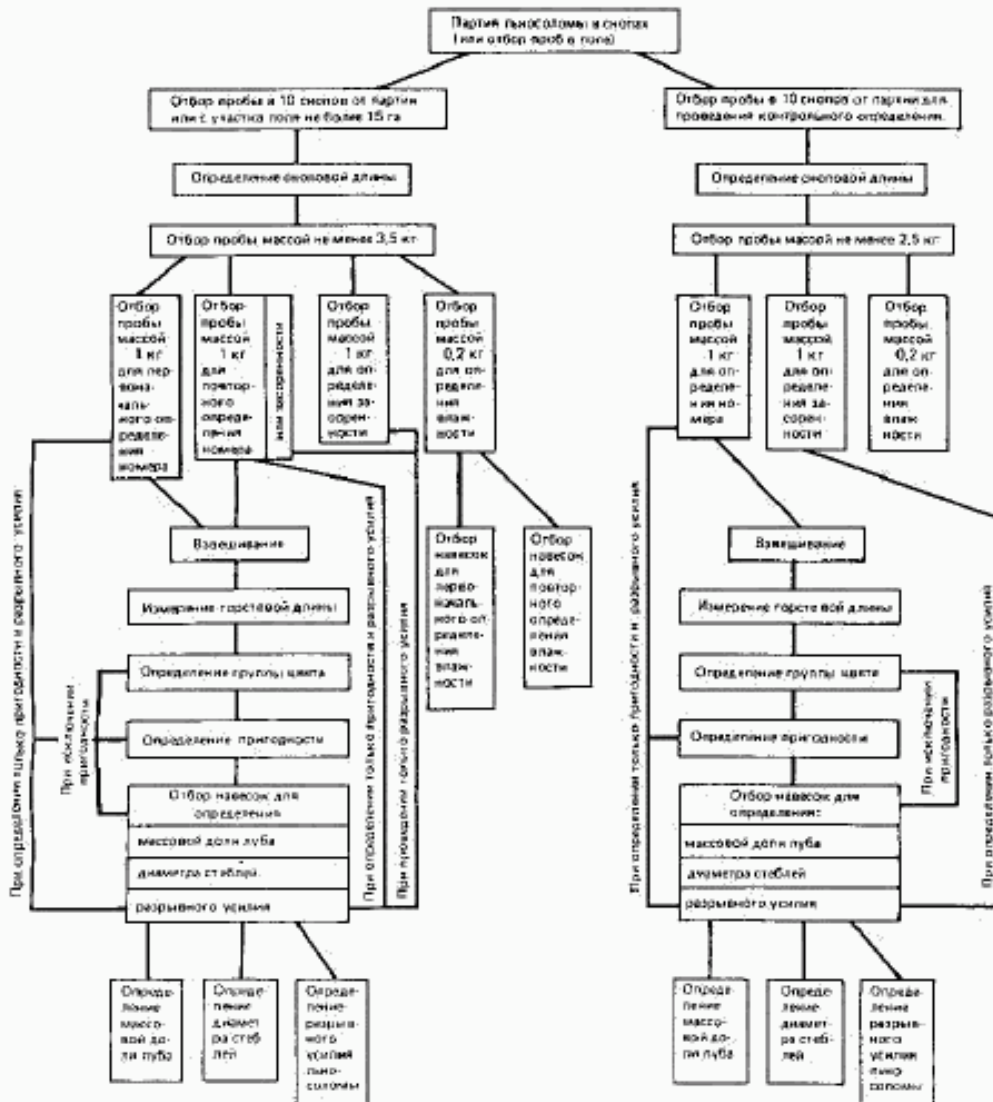 Партия льносоломы в снопах
(или отбор проб в поле)
Отбор пробы в 10 снопов от партии
или с участка поля не более 15 га
Определение сноповой длины
Отбор пробы массой не менее 3,5 кг
Отбор
пробы
массой
1 кг
для пер
вона-
чаль-
ного оп-
ределе-
ния
номера
Отбор-
пробы
массой
1 кг
для
повтор-
ного
опреде-
ления
номера
или засоренности
Отбор
пробы
массой
1 кг
для оп-
ределе-
ния за-
сорен-
ности
Отбор
пробы
массой
0,2 кг
для оп-
ределе-
ния
влаж-
ности
Взвешивание
Измерение горстевой длины
Определение группы цвета
Определение пригодности
Отбор навесок для
определения
массовой доли луба
диаметра стеблей
разрывного усилия
Отбор
навесок
для
перво-
началь-
ного оп
ределе-
ния
влаж-
ности
Отбор
навесок
для
повтор-
ного
опреде-
ления
влаж-
ности
При определении только пригодности и разрывного усилия
При исключении
пригодности
При определении только пригодности и разрывного усилия
При проведении только разрывного усилия
Опреде-
ление
массо-
вой до-
ли луба
Опреде-
ление
диамет
ра стеб
лей
Опреде-
ление
разрыв-
ного
усилия
льно-
соломы
Отбор пробы в 10 снопов от партии для
проведения контрольного определения.
Определение сноповой длины
Отбор пробы массой не менее 2,5 кг
Отбор
пробы
массой
1 кг
для оп-
ределе-
ния но-
мера
Отбор
пробы
массой
1 кг
для оп-
ределе-
ния за-
сорен-
ности
Отбор
пробы
массой
0,2 кг
для оп-
ределе-
ния
влаж-
ности
Взвешивание
Измерение горстевой длины
Определение группы цвета
Определение пригодности
Отбор навесок для
определения:
массовой доли луба
диаметра стеблей
разрывного усилия
При определении только пригодности и разрывного усилия
При исключении
пригодности
При определении только разрывного усилия
Опреде-
ление
массо-
вой до-
ли луба
Опреде-
ление
диамет-
ра стеб-
лей
Опреде-
ление
разрыв-
ного
усилия
льно
соломы